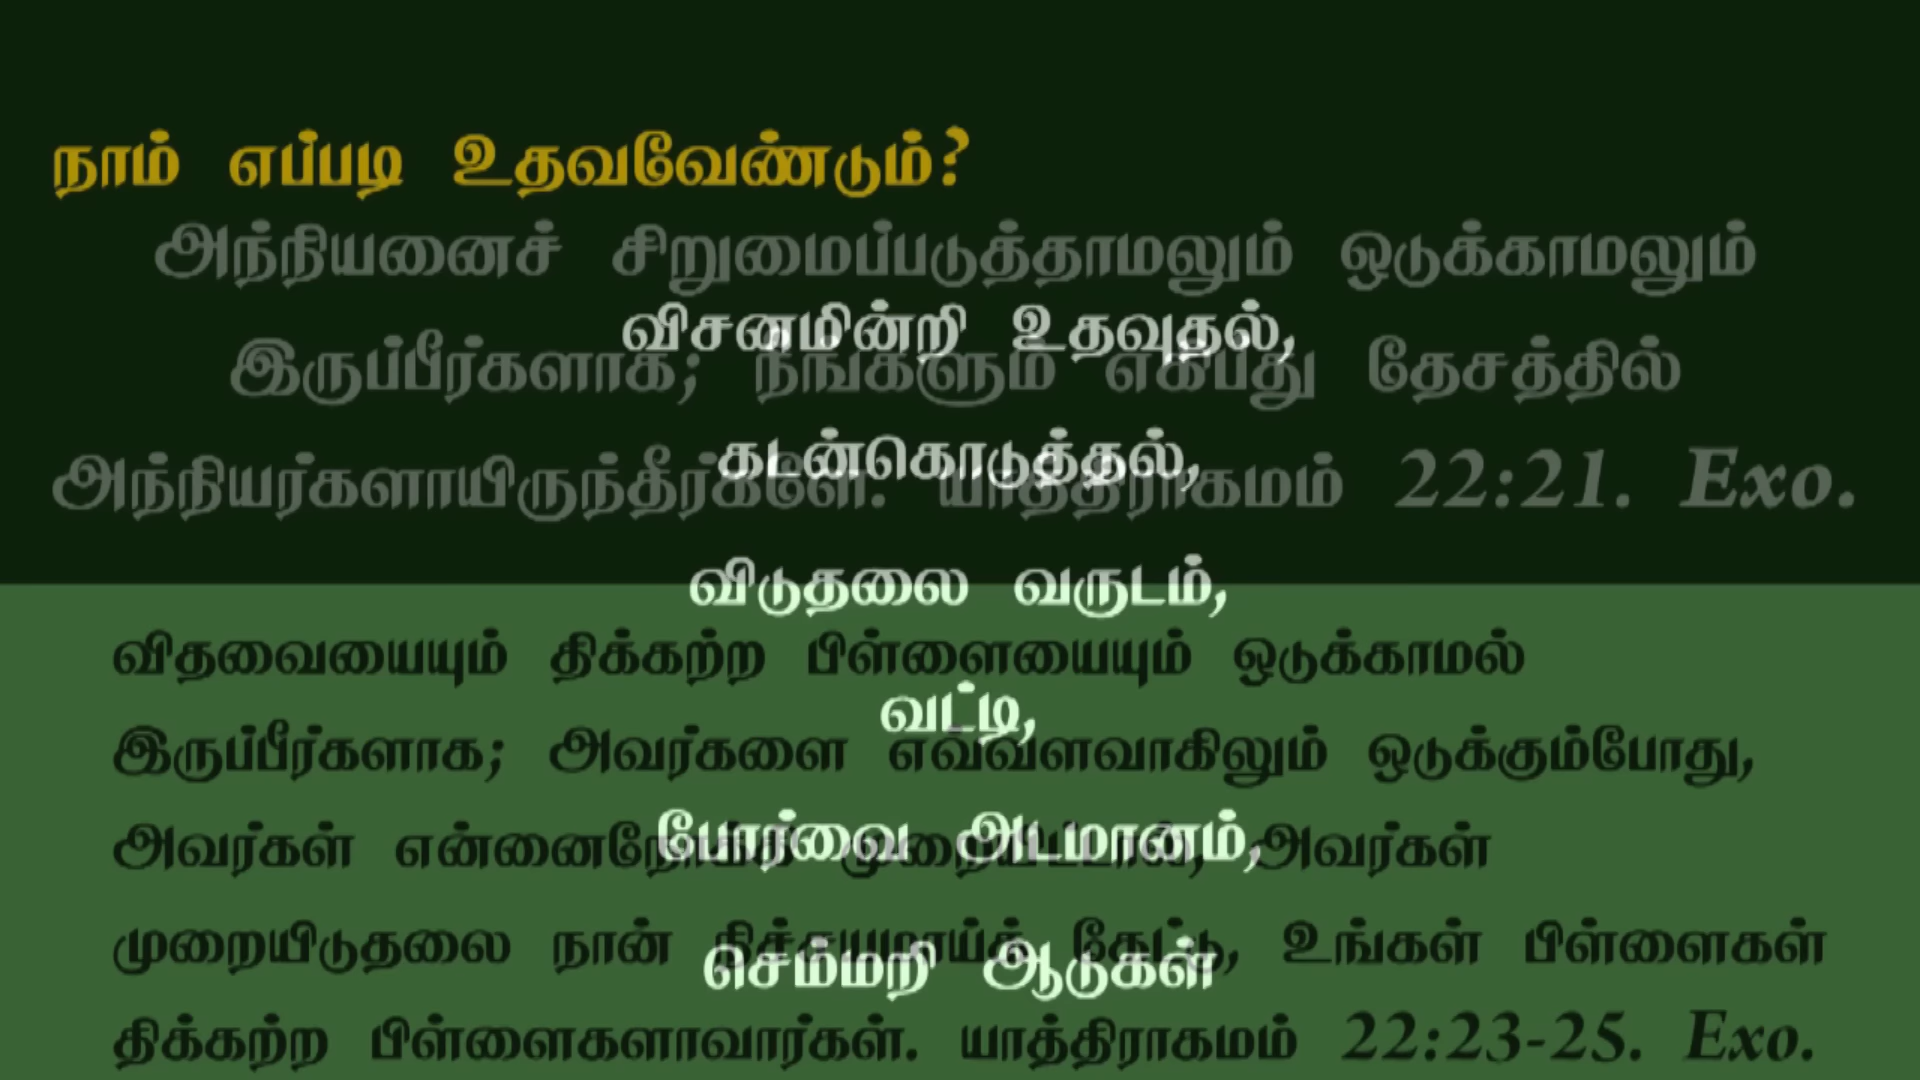 நாம் எப்படி உதவவேண்டும்?
அந்நியனைச் சிறுமைப்படுத்தாமலும் ஒடுக்காமலும்
விசனமின்றி உதவுதல்,
இருப்பீர்களாக; நீங்களும் எகிப்து தேசத்தில்
கடன்கொடுத்தல்,
அந்நியர்களாயிருந்தீர்களே. யாத்திராகமம் 22:21. Exo.
விடுதலை வருடம்,
விதவையையும் திக்கற்ற பிள்ளையையும் ஒடுக்காமல்
வட்டி,
இருப்பீர்களாக; அவர்களை எவ்வளவாகிலும் ஒடுக்கும்போது,
போர்வை அடமானம்,
அவர்கள் என்னைநோக்கி முறையிட்டால், அவர்கள்
முறையிடுதலை நான் நிச்சயமாய்க் கேட்டு, உங்கள் பிள்ளைகள்
செம்மறி ஆடுகள்
திக்கற்ற பிள்ளைகளாவார்கள். யாத்திராகமம் 22:23-25. Exo.